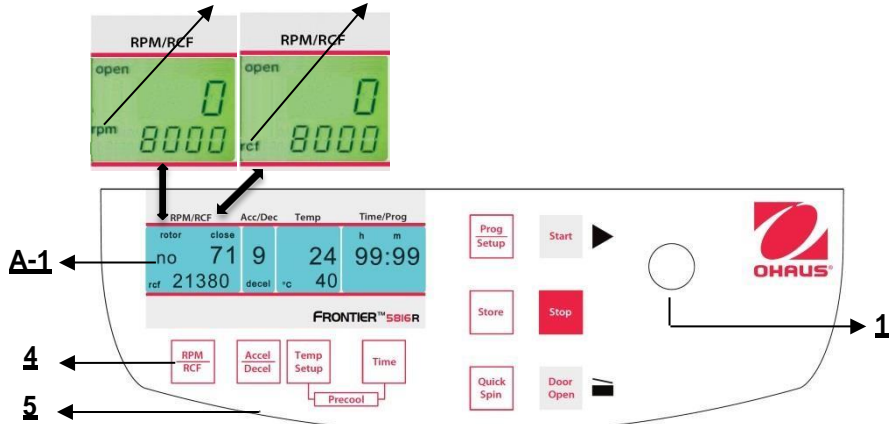 RPM/RCF RPM/RCF
open open
0 0
rpm 8000 rcf 8000
RPM/RCF Acc/Dec Temp Time/Prog
rotor close h m
no 71 9 24 99:99
rcf 21380 decel °C 40
FRONTIER™ 5816R
A-1
4
5
1
RPM
RCF
Accel
Decel
Temp
Setup
Time
Precool
Prog
Setup
Start
Store
Stop
Quick
Spin
Door
Open
OHAUS®